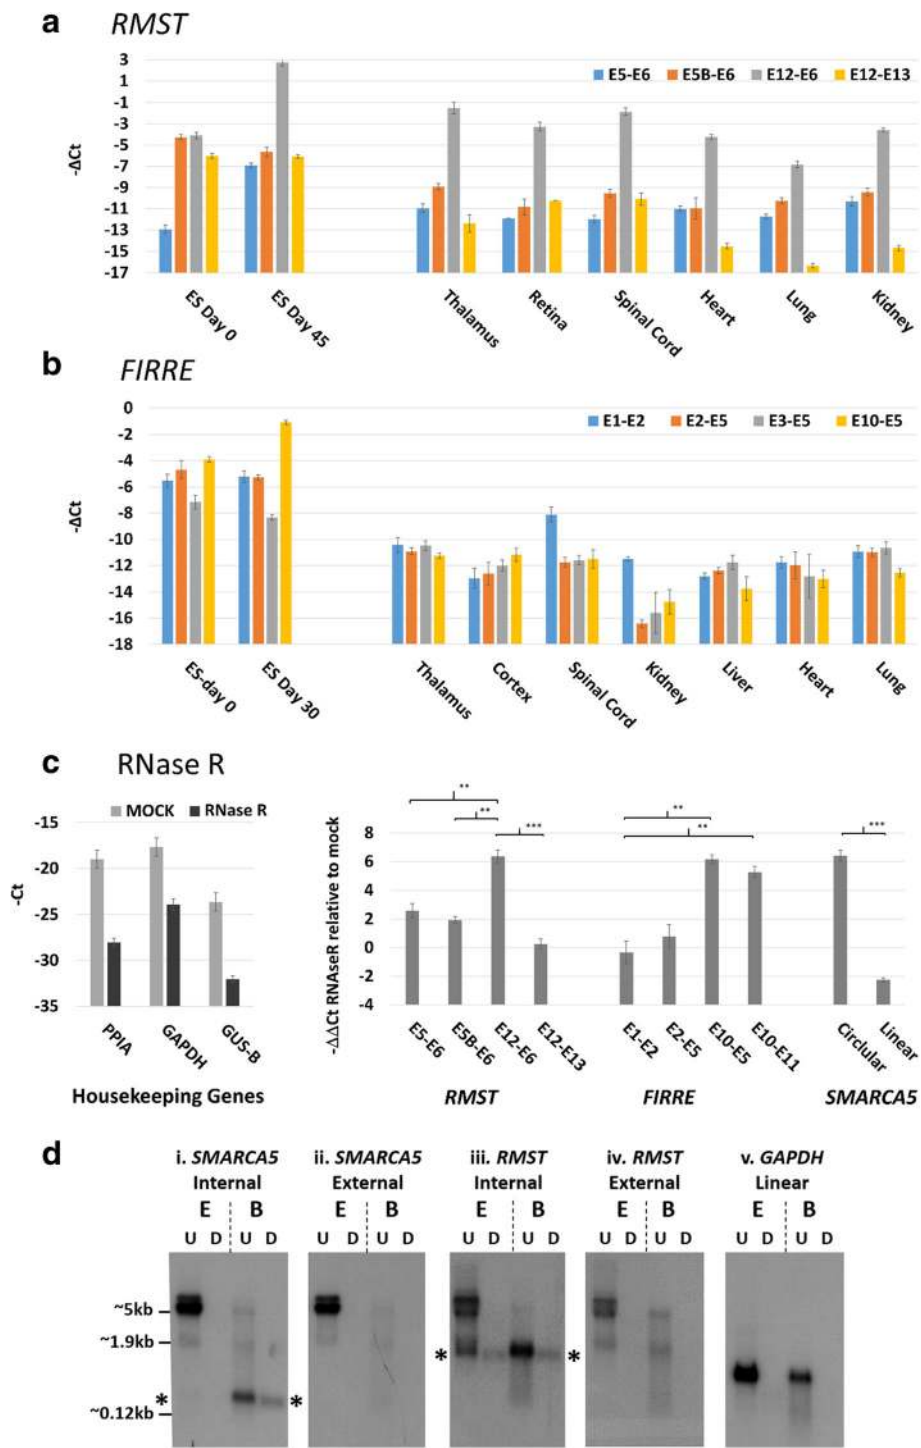 a RMST
3
1
-1
-3
-5
-7
-9
-11
-13
-15
-17
-ΔCt
E5-E6 E5B-E6 E12-E6 E12-E13
ES Day 0 ES Day 45 Thalamus Retina Spinal Cord Heart Lung Kidney
b FIRRE
0
-2
-4
-6
-8
-10
-12
-14
-16
-18
-ΔCt
E1-E2 E2-E5 E3-E5 E10-E5
ES-day 0 ES Day 30 Thalamus Cortex Spinal Cord Kidney Liver Heart Lung
c RNase R
MOCK RNase R
-15
-20
-25
-30
-35
-Ct
PPIA GAPDH GUS-B
Housekeeping Genes
-ΔΔCt RNAseR relative to mock
8
6
4
2
0
-2
-4
** ** *** ** ** ***
E5-E6 E5B-E6 E12-E6 E12-E13 E1-E2 E2-E5 E10-E5 E10-E11 Circlular Linear
RMST FIRRE SMARCA5
d
i. SMARCA5 ii. SMARCA5 iii. RMST iv. RMST v. GAPDH
Internal External Internal External Linear
E B E B E B E B E B
U D U D U D U D U D U D U D U D U D U D
~5kb
~1.9kb
* *
* *
~0.12kb